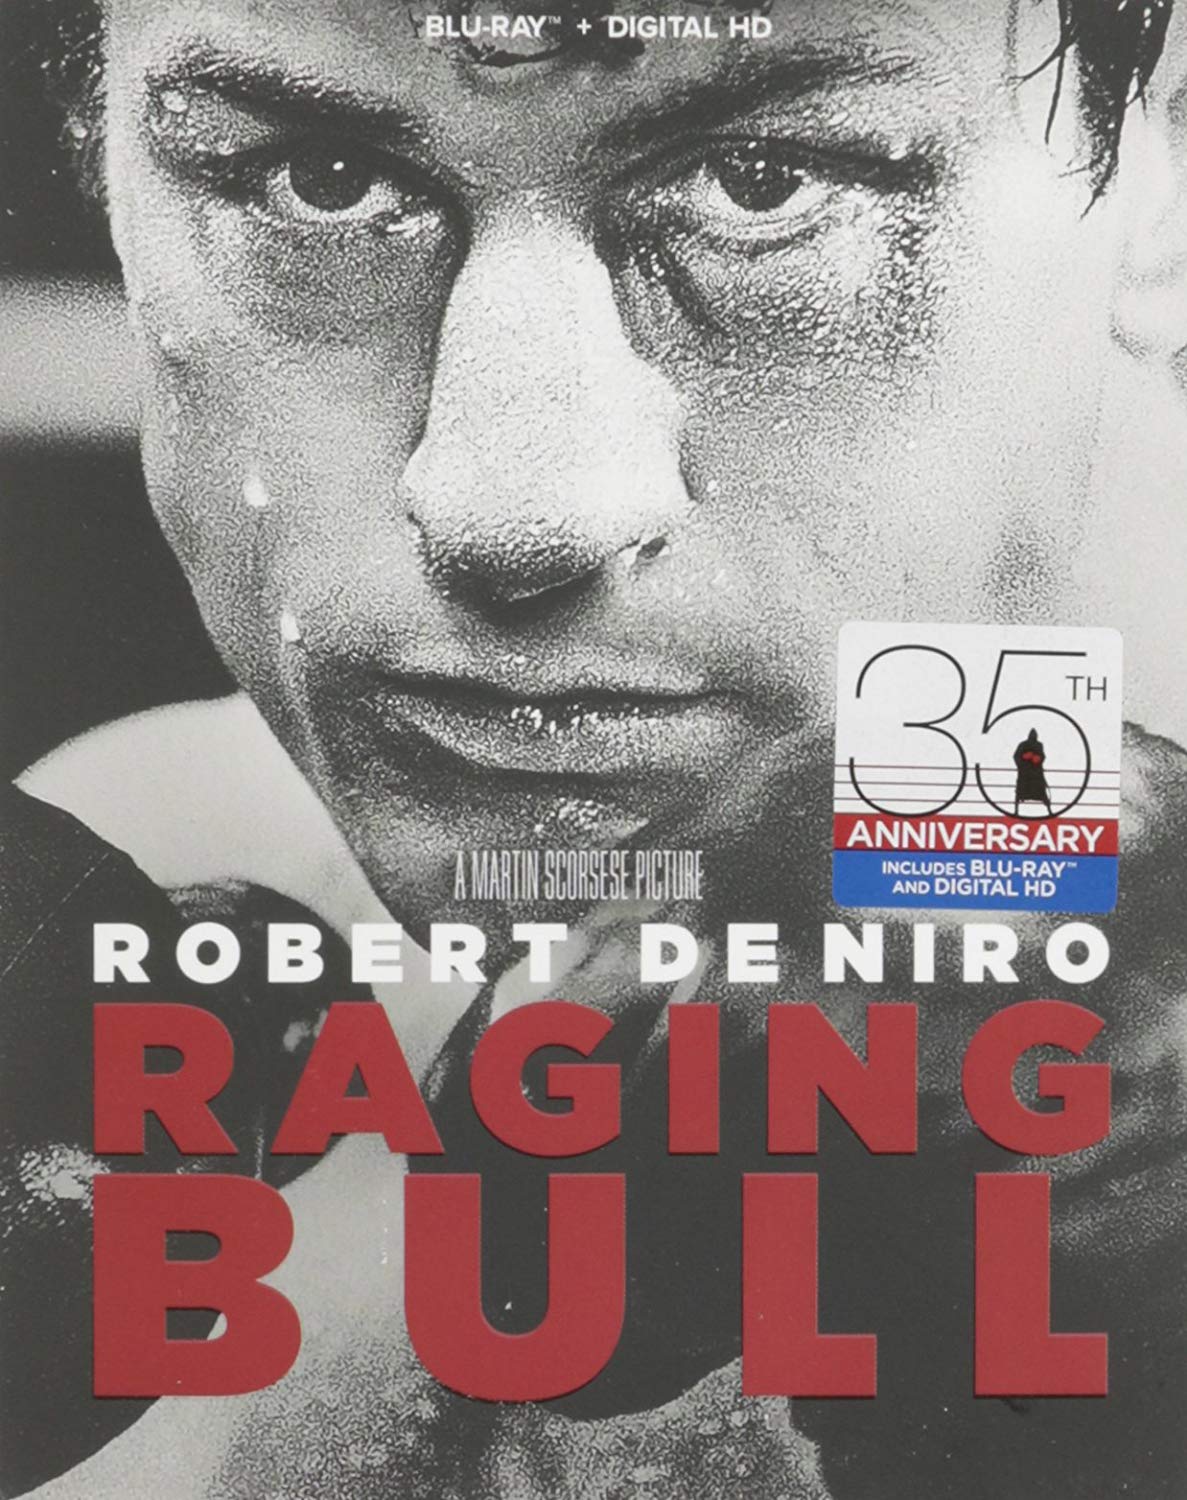 BLU-RAY™ + DIGITAL HD
35TH
ANNIVERSARY
INCLUDES BLU-RAY™
AND DIGITAL HD
A MARTIN SCORSESE PICTURE
ROBERT DE NIRO
RAGING
BULL